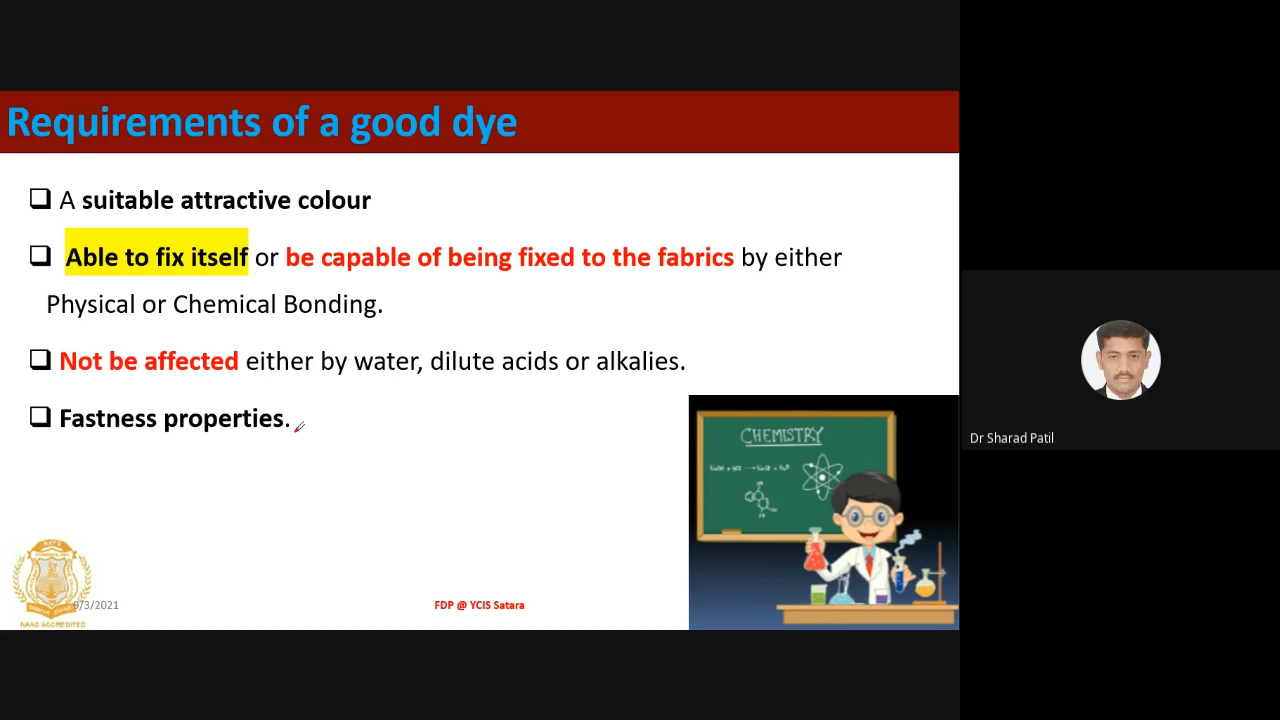 Requirements of a good dye
❑ A suitable attractive colour
❑ Able to fix itself or be capable of being fixed to the fabrics by either
Physical or Chemical Bonding.
❑ Not be affected either by water, dilute acids or alkalies.
❑ Fastness properties.
CHEMISTRY
Dr Sharad Patil
9/3/2021
FDP @ YCIS Satara
NAAC ACCREDITED